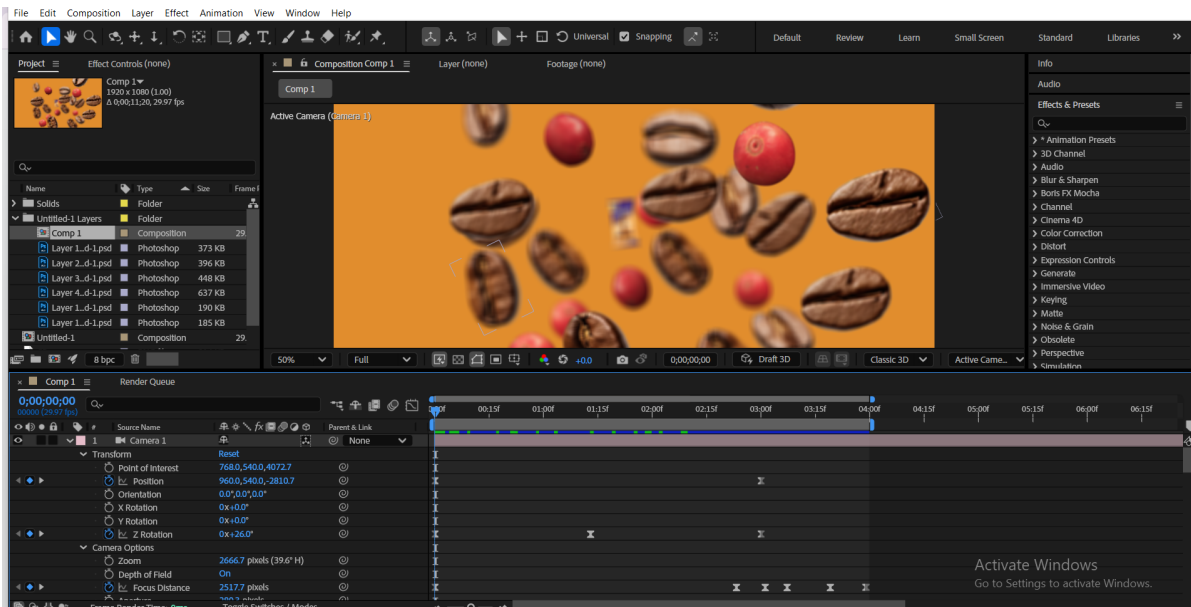 File Edit Composition Layer Effect Animation View Window Help
Universal Snapping Default Review Learn Small Screen Standard Libraries >>
Project Effect Controls (none) Composition Comp 1 Layer (none) Footage (none) Info
Comp 1
1920 x 1080 (1.00)
Δ 0;00;11;20, 29.97 fps
Comp 1
Audio
Effects & Presets
Active Camera (Camera 1)
* Animation Presets
3D Channel
Audio
Blur & Sharpen
Boris FX Mocha
Channel
Cinema 4D
Color Correction
Distort
Expression Controls
Generate
Immersive Video
Keying
Matte
Noise & Grain
Obsolete
Perspective
Simulation
Name Type Size Frame
Solids Folder
Untitled-1 Layers Folder
Comp 1 Composition 29.
Layer 1...d-1.psd Photoshop 373 KB
Layer 2...d-1.psd Photoshop 396 KB
Layer 3...d-1.psd Photoshop 448 KB
Layer 4...d-1.psd Photoshop 637 KB
Layer 1...d-1.psd Photoshop 190 KB
Layer 1...d-1.psd Photoshop 185 KB
Untitled-1 Composition 29.
8 bpc
50% Full +0.0 0;00;00;00 Draft 3D Classic 3D Active Came...
Comp 1 Render Queue
0;00;00;00
00000 (29.97 fps)
00:15f 01:00f 01:15f 02:00f 02:15f 03:00f 03:15f 04:00f 04:15f 05:00f 05:15f 06:00f 06:15f
# Source Name Parent & Link
1 Camera 1 None
Transform Reset
Point of Interest 768.0,540.0,4072.7
Position 960.0,540.0,-2810.7
Orientation 0.0°,0.0°,0.0°
X Rotation 0x+0.0°
Y Rotation 0x+0.0°
Z Rotation 0x+26.0°
Camera Options
Zoom 2666.7 pixels (39.6° H)
Depth of Field On
Focus Distance 2517.7 pixels
Activate Windows
Go to Settings to activate Windows.
Frame Render Time 0ms Toggle Switches / Modes